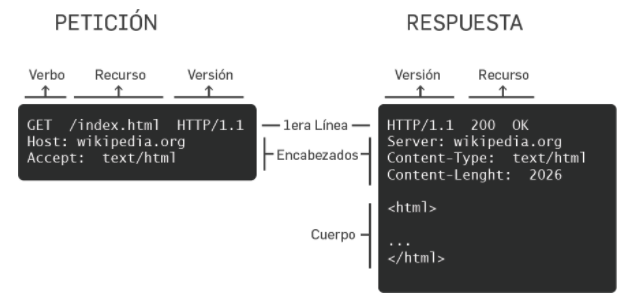 PETICIÓN
RESPUESTA
Verbo Recurso Versión
Versión Recurso
GET /index.html HTTP/1.1
Host: wikipedia.org
Accept: text/html
1era Línea
Encabezados
Cuerpo
HTTP/1.1 200 OK
Server: wikipedia.org
Content-Type: text/html
Content-Lenght: 2026
<html>
...
</html>